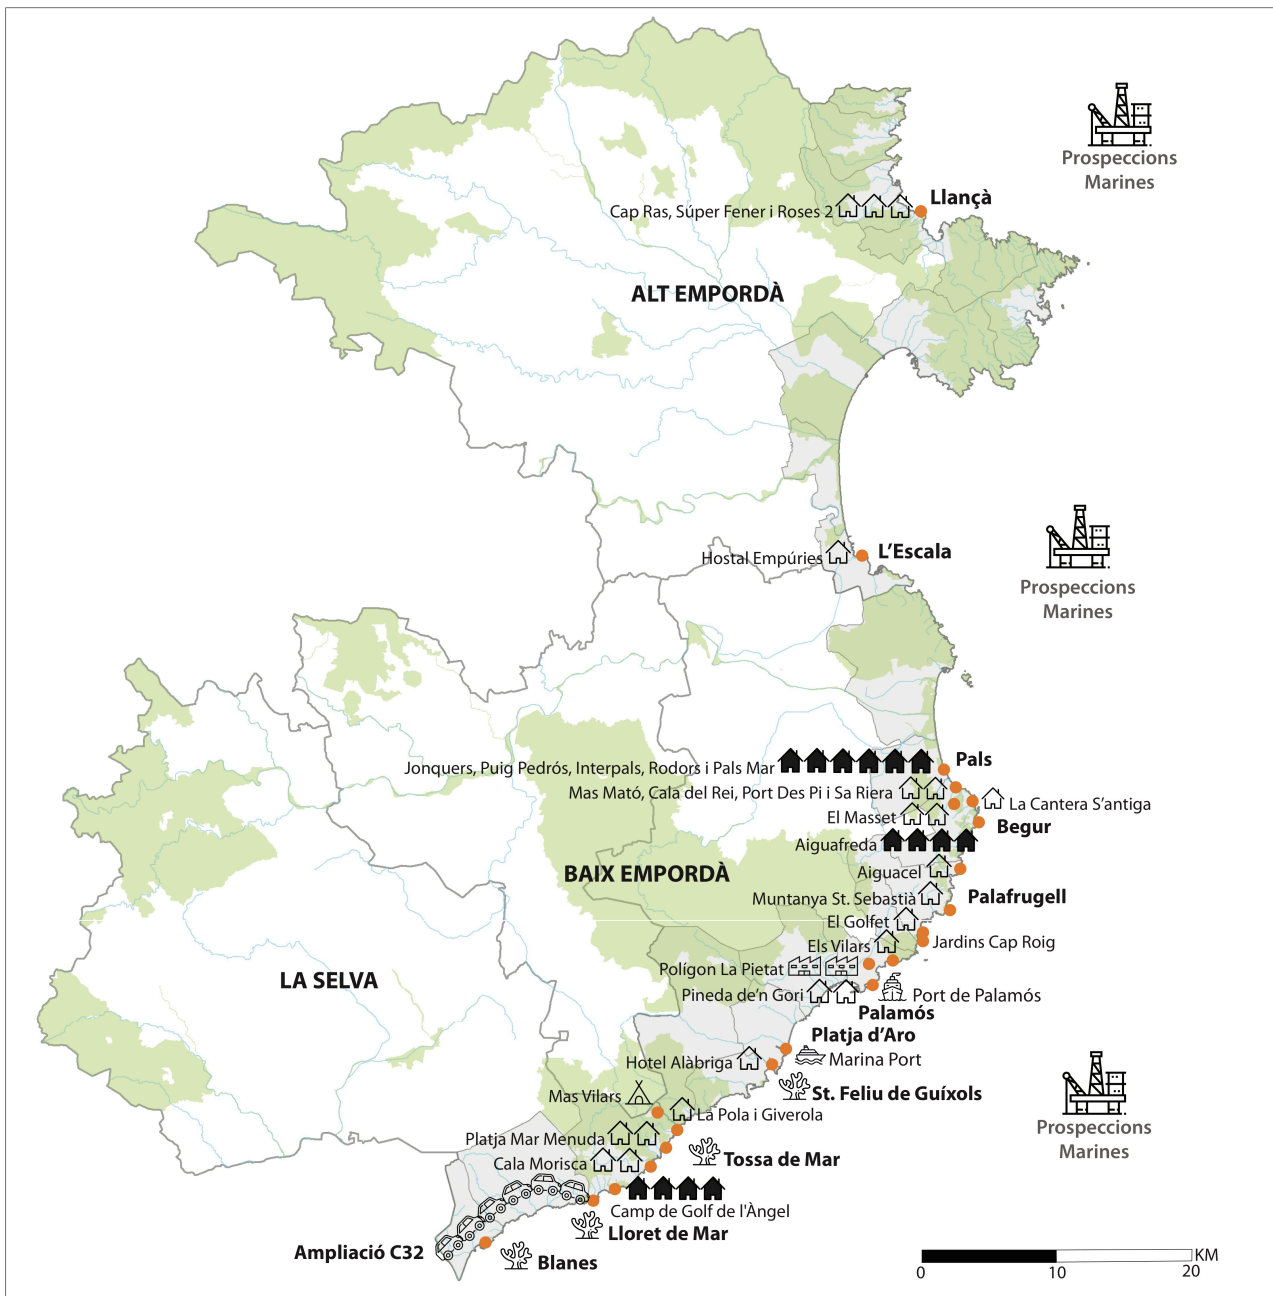 Prospeccions
Marines
Llançà
Cap Ras, Súper Fener i Roses 2
ALT EMPORDÀ
L'Escala
Hostal Empúries
Prospeccions
Marines
Pals
Jonquers, Puig Pedrós, Interpals, Rodors i Pals Mar
Mas Mató, Cala del Rei, Port Des Pi i Sa Riera
La Cantera S'antiga
El Masset
Begur
Aiguafreda
BAIX EMPORDÀ
Aiguacel
Muntanya St. Sebastià
Palafrugell
El Golfet
Els Vilars
Jardins Cap Roig
Polígon La Pietat
LA SELVA
Pineda de'n Gori
Port de Palamós
Palamós
Platja d'Aro
Hotel Alàbriga
Marina Port
St. Feliu de Guíxols
Mas Vilars
La Pola i Giverola
Prospeccions
Marines
Platja Mar Menuda
Tossa de Mar
Cala Morisca
Camp de Golf de l'Àngel
Lloret de Mar
Ampliació C32
Blanes
KM
0 10 20